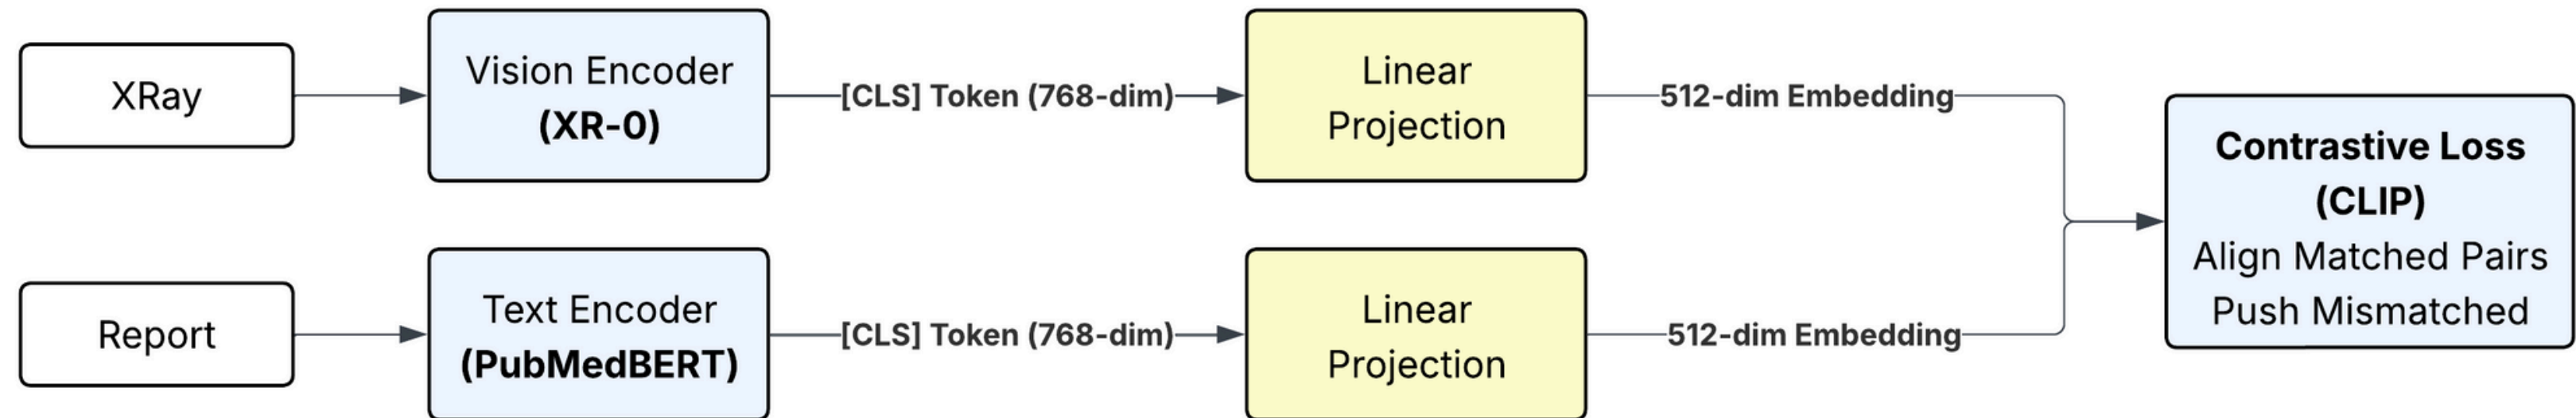 XRay
Vision Encoder
(XR-0)
[CLS] Token (768-dim)
Linear
Projection
512-dim Embedding
Report
Text Encoder
(PubMedBERT)
[CLS] Token (768-dim)
Linear
Projection
512-dim Embedding
Contrastive Loss
(CLIP)
Align Matched Pairs
Push Mismatched